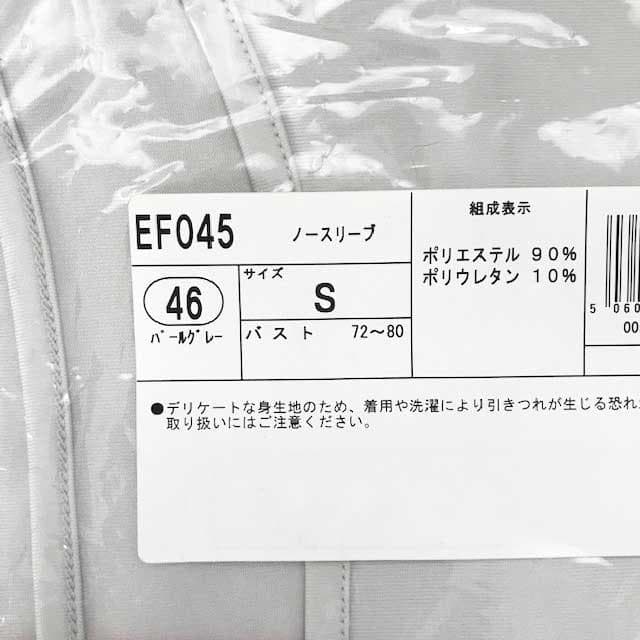 EF045 ノースリーブ
46
パールグレー
サイズ
S
バスト 72〜80
組成表示
ポリエステル 90%
ポリウレタン 10%
5 060
00
●デリケートな身生地のため、着用や洗濯により引きつれが生じる恐れ
取り扱いにはご注意ください。